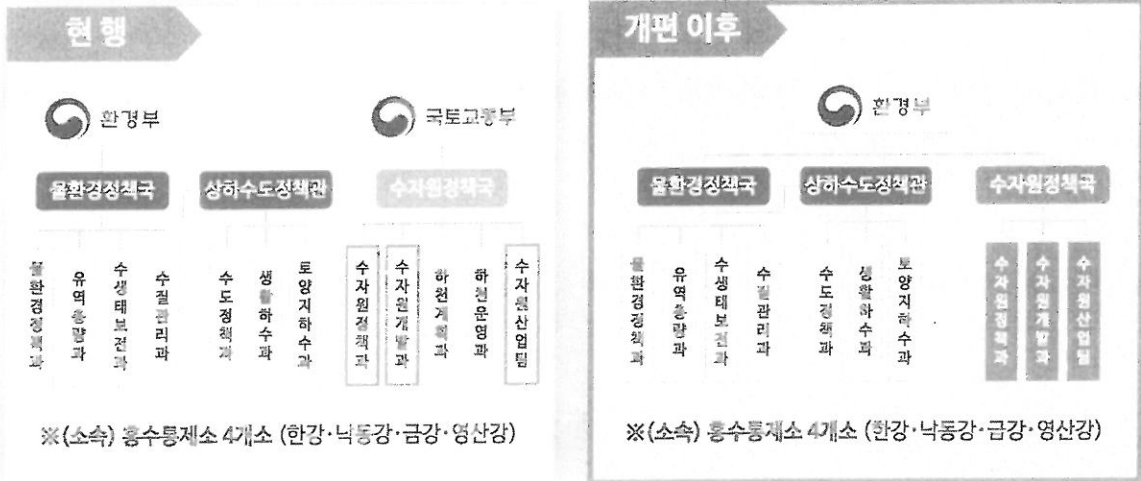 현 행
환경부
국토교통부
물환경정책국
상하수도정책관
수자원정책국
물환경정책과
유역총량과
수생태보전과
수질관리과
수도정책과
생활하수과
토양지하수과
수자원정책과
수자원개발과
하천계획과
하천운영과
수자원산업팀
※(소속) 홍수통제소 4개소 (한강·낙동강·금강·영산강)
개편 이후
환경부
물환경정책국
상하수도정책관
수자원정책국
물환경정책과
유역총량과
수생태보전과
수질관리과
수도정책과
생활하수과
토양지하수과
수자원정책과
수자원개발과
수자원산업팀
※(소속) 홍수통제소 4개소 (한강·낙동강·금강·영산강)